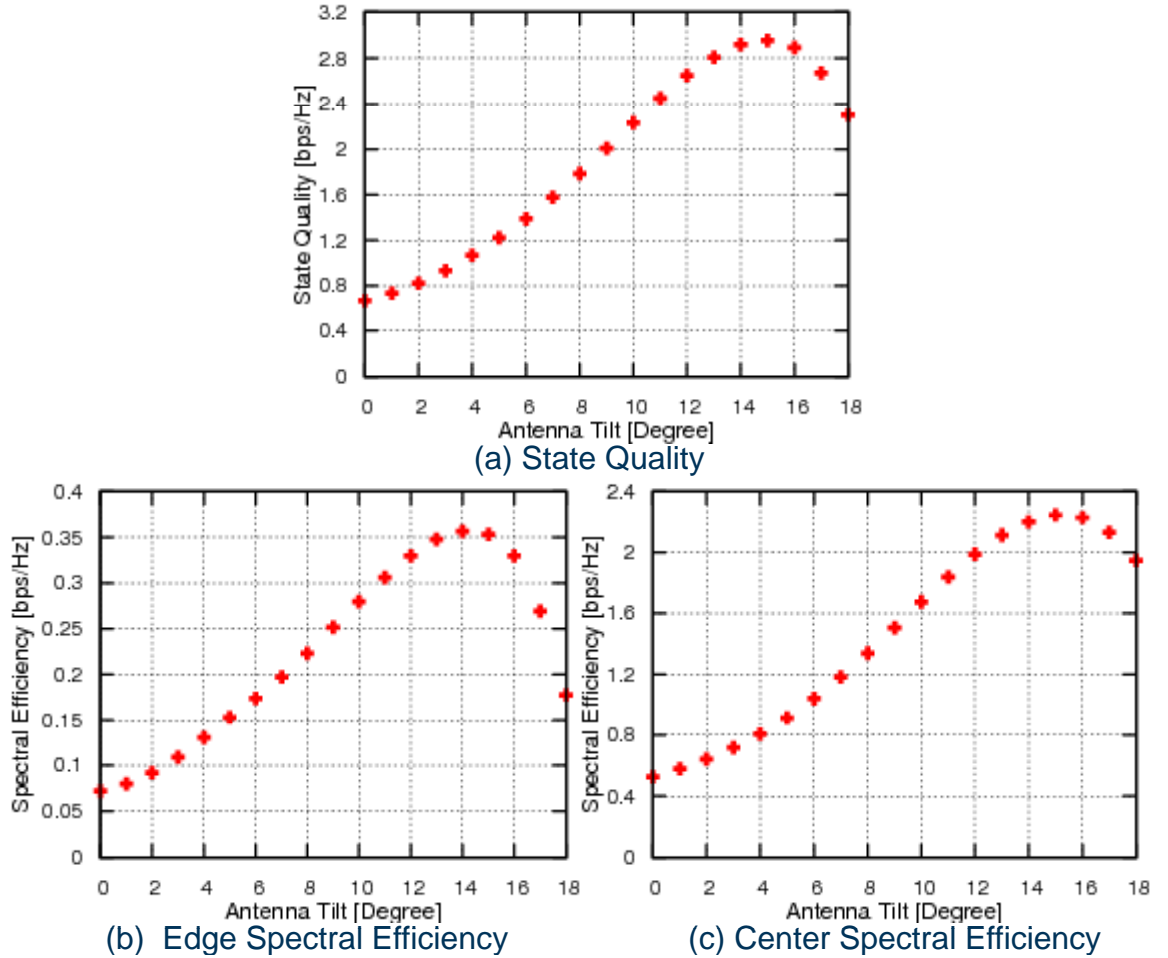 3.2
2.8
2.4
2
1.6
1.2
0.8
0.4
0
State Quality [bps/Hz]
0 2 4 6 8 10 12 14 16 18
Antenna Tilt [Degree]
(a) State Quality
0.4
0.35
0.3
0.25
0.2
0.15
0.1
0.05
0
Spectral Efficiency [bps/Hz]
0 2 4 6 8 10 12 14 16 18
Antenna Tilt [Degree]
(b) Edge Spectral Efficiency
2.4
2
1.6
1.2
0.8
0.4
0
Spectral Efficiency [bps/Hz]
0 2 4 6 8 10 12 14 16 18
Antenna Tilt [Degree]
(c) Center Spectral Efficiency